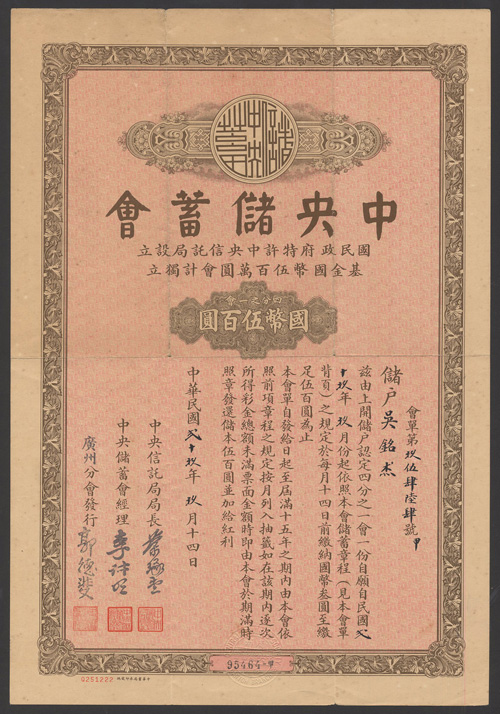 中央儲蓄會
國民政府特許中央信託局設立
基金國幣伍百萬圓會計獨立
四分之一會
國幣伍百圓
會單第玖伍肆陸肆號甲
儲戶吳銘杰
茲由上開儲戶認定四分之一會一份自願自民國弍
十玖年玖月份起依照本會儲蓄章程(見本會單
背頁)之規定於每月十四日前繳納國幣叁圓至繳
足伍百圓為止
本會單自發給日起至屆滿十五年之期內由本會依
照前項章程之規定按月列入抽籤如在該期內逐次
所得彩金總額未滿票面金額時即由本會於期滿時
照章發還儲本伍百圓並加給紅利
中華民國弍十玖年玖月十四日
中央信託局局長
中央儲蓄會經理
廣州分會發行
95464 甲
Q251222